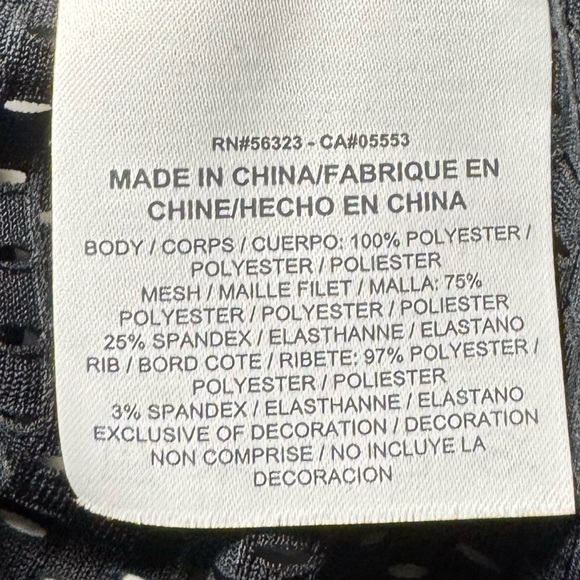 RN#56323 - CA#05553
MADE IN CHINA/FABRIQUE EN
CHINE/HECHO EN CHINA
BODY / CORPS / CUERPO: 100% POLYESTER /
POLYESTER / POLIESTER
MESH / MAILLE FILET / MALLA: 75%
POLYESTER / POLYESTER / POLIESTER
25% SPANDEX / ELASTHANNE / ELASTANO
RIB / BORD COTE / RIBETE: 97% POLYESTER /
POLYESTER / POLIESTER
3% SPANDEX / ELASTHANNE / ELASTANO
EXCLUSIVE OF DECORATION / DECORATION
NON COMPRISE / NO INCLUYE LA
DECORACION